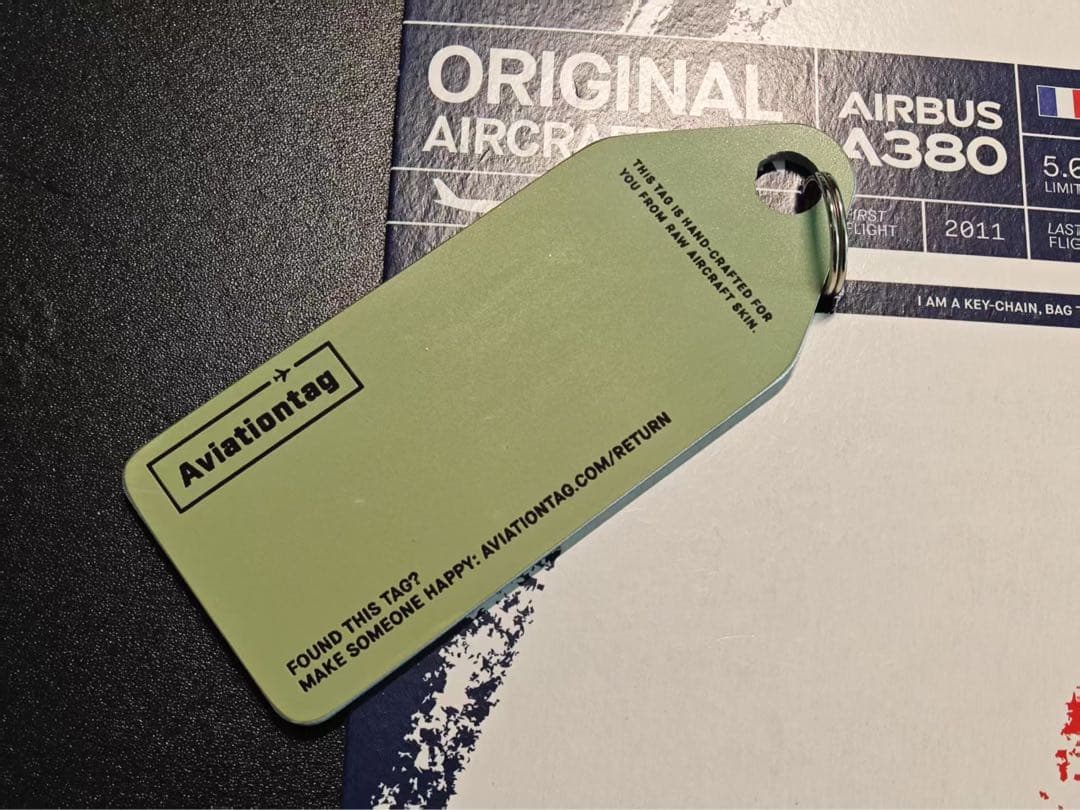 ORIGINAL
AIRCRA
AIRBUS
A380
5.6
LIMIT
FIRST
FLIGHT
2011
LAST
FLIG
I AM A KEY-CHAIN, BAG T
THIS TAG IS HAND-CRAFTED FOR
YOU FROM RAW AIRCRAFT SKIN.
Aviationtag
FOUND THIS TAG?
MAKE SOMEONE HAPPY: AVIATIONTAG.COM/RETURN